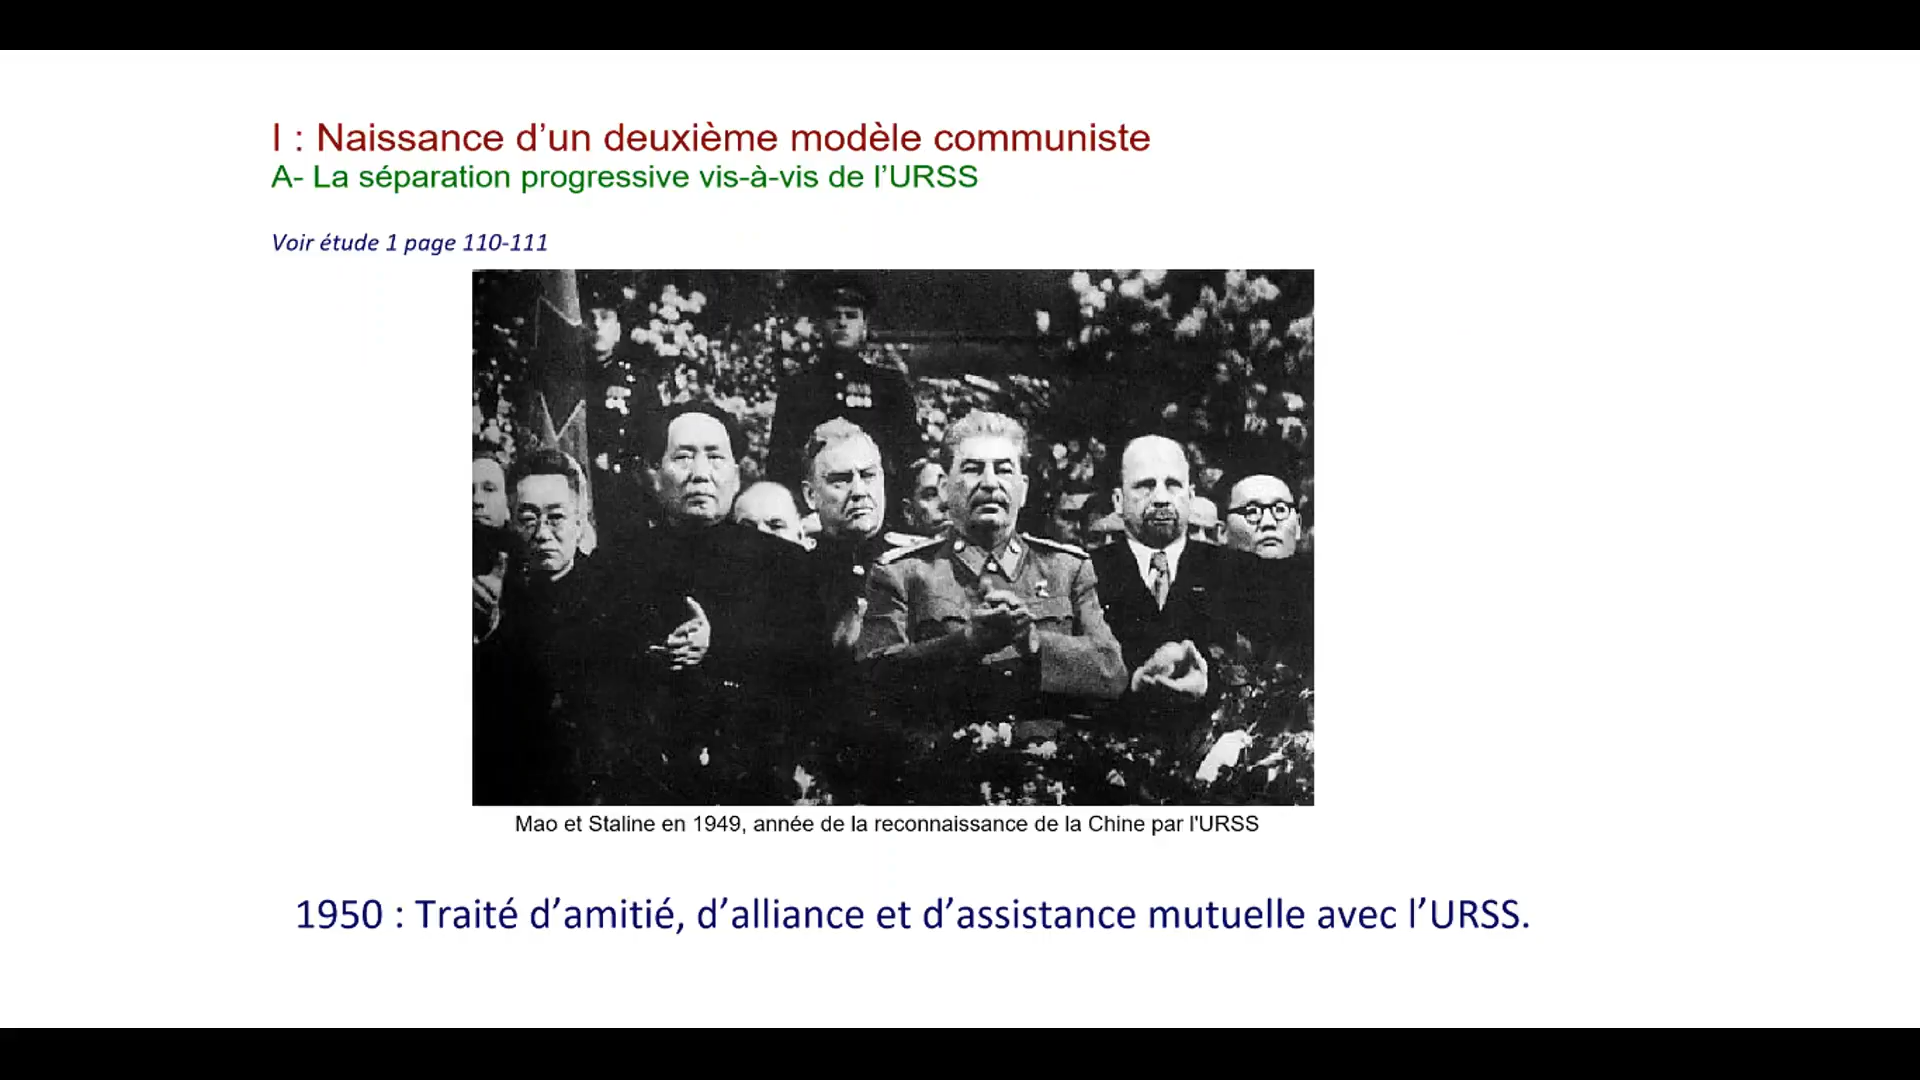 I : Naissance d’un deuxième modèle communiste
A- La séparation progressive vis-à-vis de l’URSS
Voir étude 1 page 110-111
Mao et Staline en 1949, année de la reconnaissance de la Chine par l'URSS
1950 : Traité d’amitié, d’alliance et d’assistance mutuelle avec l’URSS.